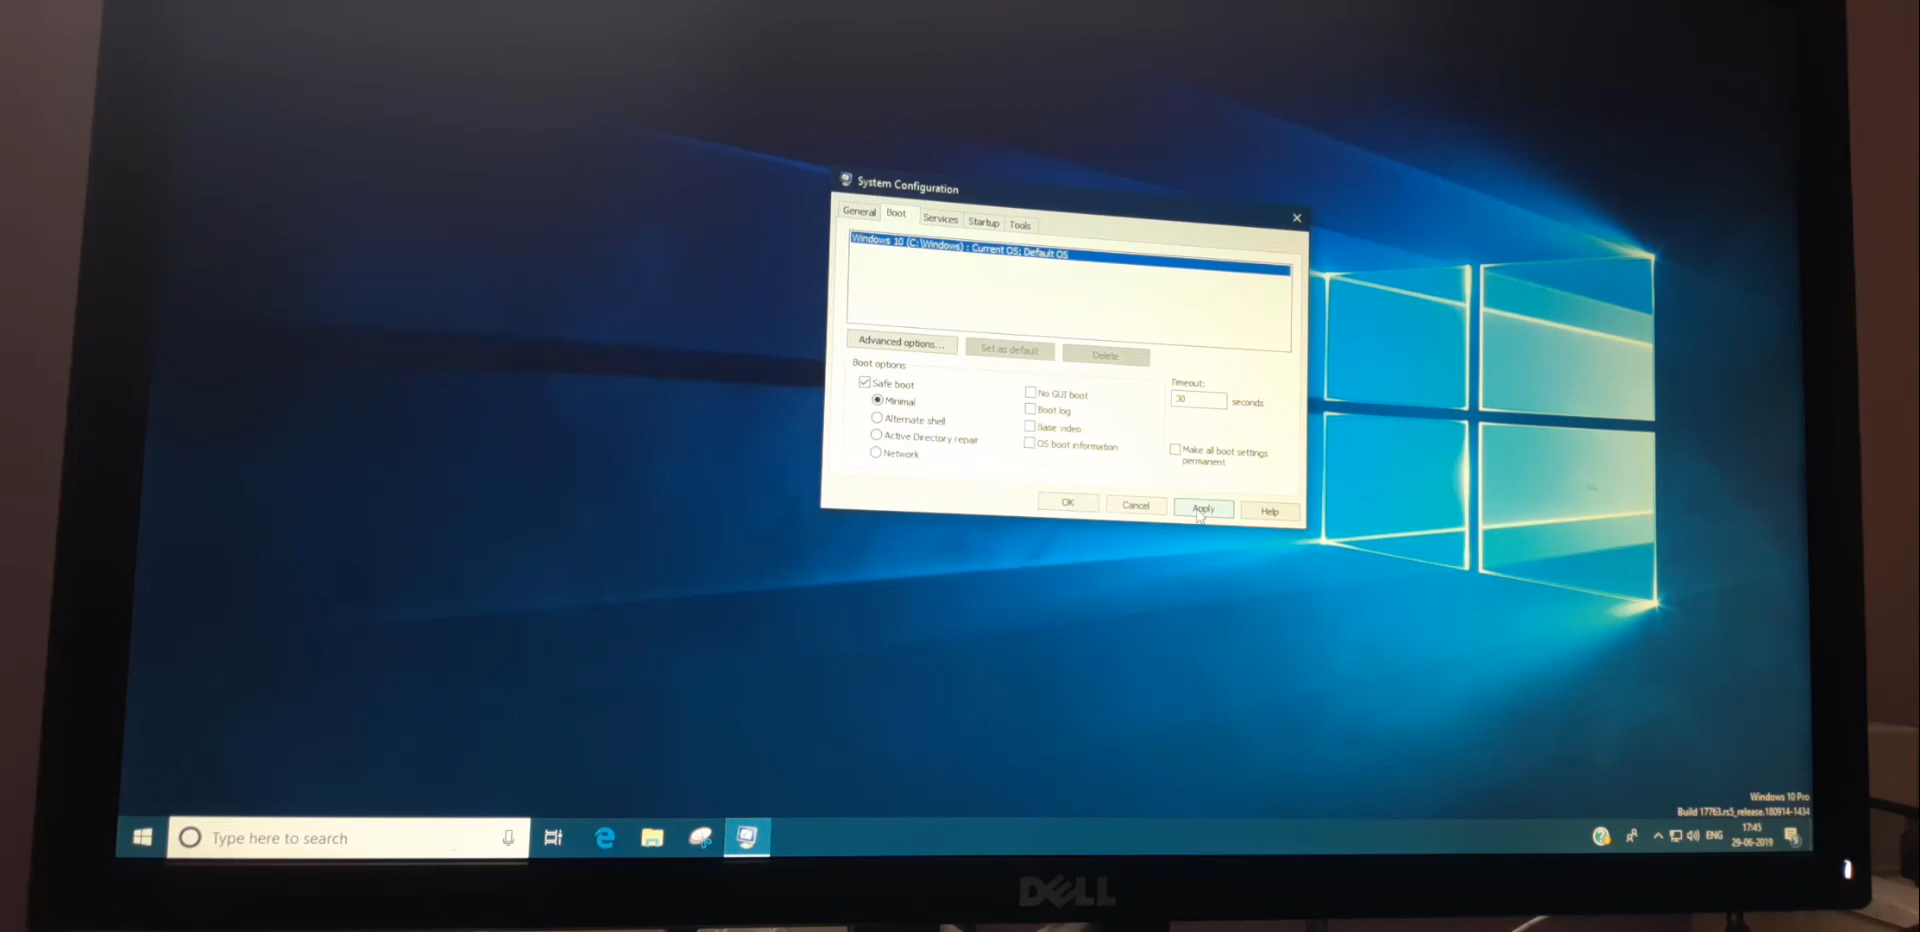 System Configuration
General Boot Services Startup Tools
Windows 10 (C:\Windows) : Current OS; Default OS
Advanced options... Set as default Delete
Boot options
Safe boot
Minimal
Alternate shell
Active Directory repair
Network
No GUI boot
Boot log
Base video
OS boot information
Timeout:
30 seconds
Make all boot settings
permanent
OK Cancel Apply Help
Windows 10 Pro
Build 17763.rs5_release.180914-1434
Type here to search
ENG
17:45
29-06-2019
DELL